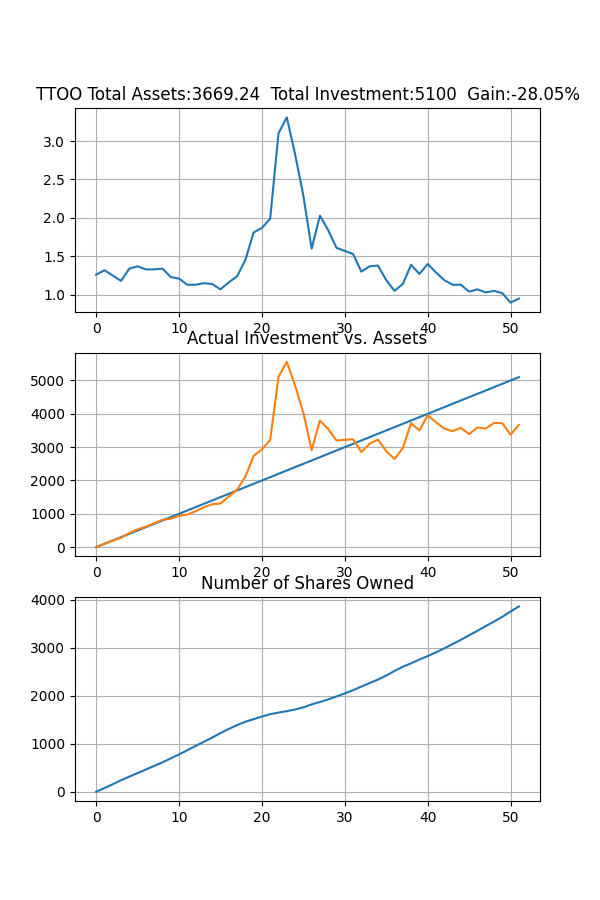 TTOO Total Assets:3669.24  Total Investment:5100  Gain:-28.05%
3.0
2.5
2.0
1.5
1.0
0 10 20 30 40 50
Actual Investment vs. Assets
5000
4000
3000
2000
1000
0
0 10 20 30 40 50
Number of Shares Owned
4000
3000
2000
1000
0
0 10 20 30 40 50